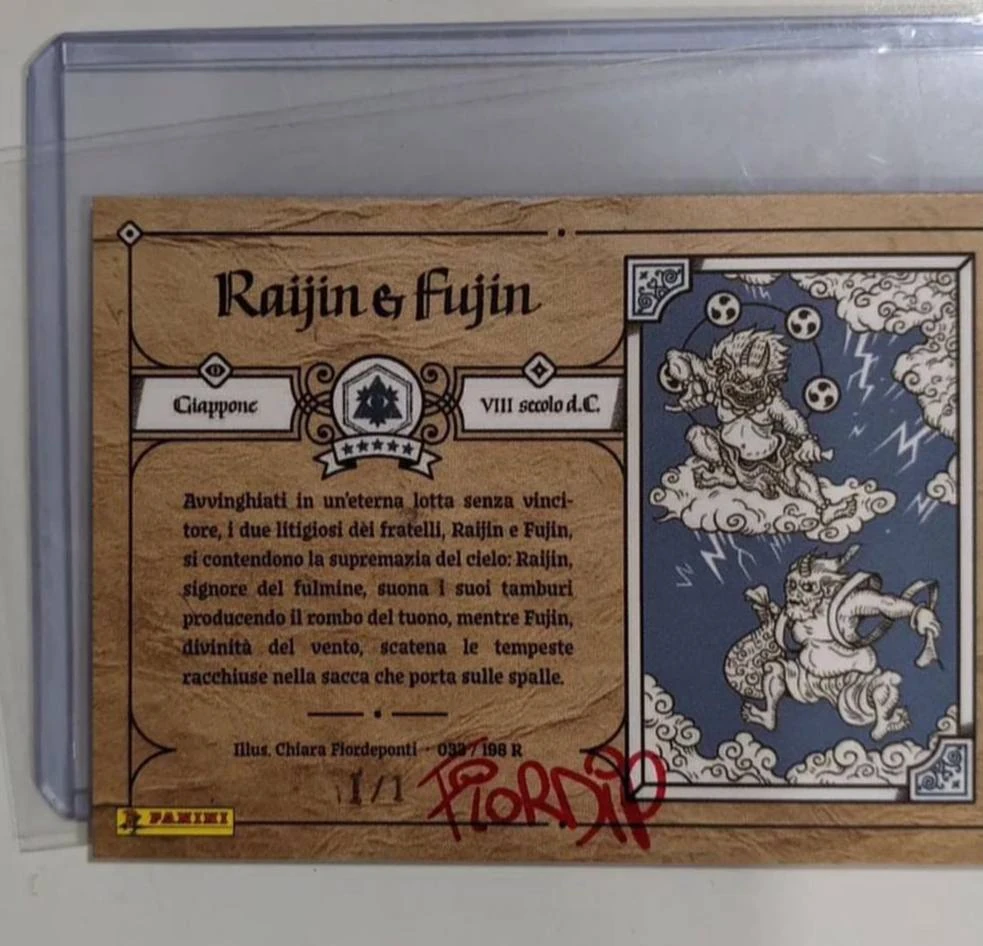 Raijin & Fujin
Giappone
VIII secolo d.C.
Avvinghiati in un'eterna lotta senza vinci-
tore, i due litigiosi dèi fratelli, Raijin e Fujin,
si contendono la supremazia del cielo: Raijin,
signore del fulmine, suona i suoi tamburi
producendo il rombo del tuono, mentre Fujin,
divinità del vento, scatena le tempeste
racchiuse nella sacca che porta sulle spalle.
Illus. Chiara Fiordeponti · 033/198 R
1/1
FIORDIP
PANINI